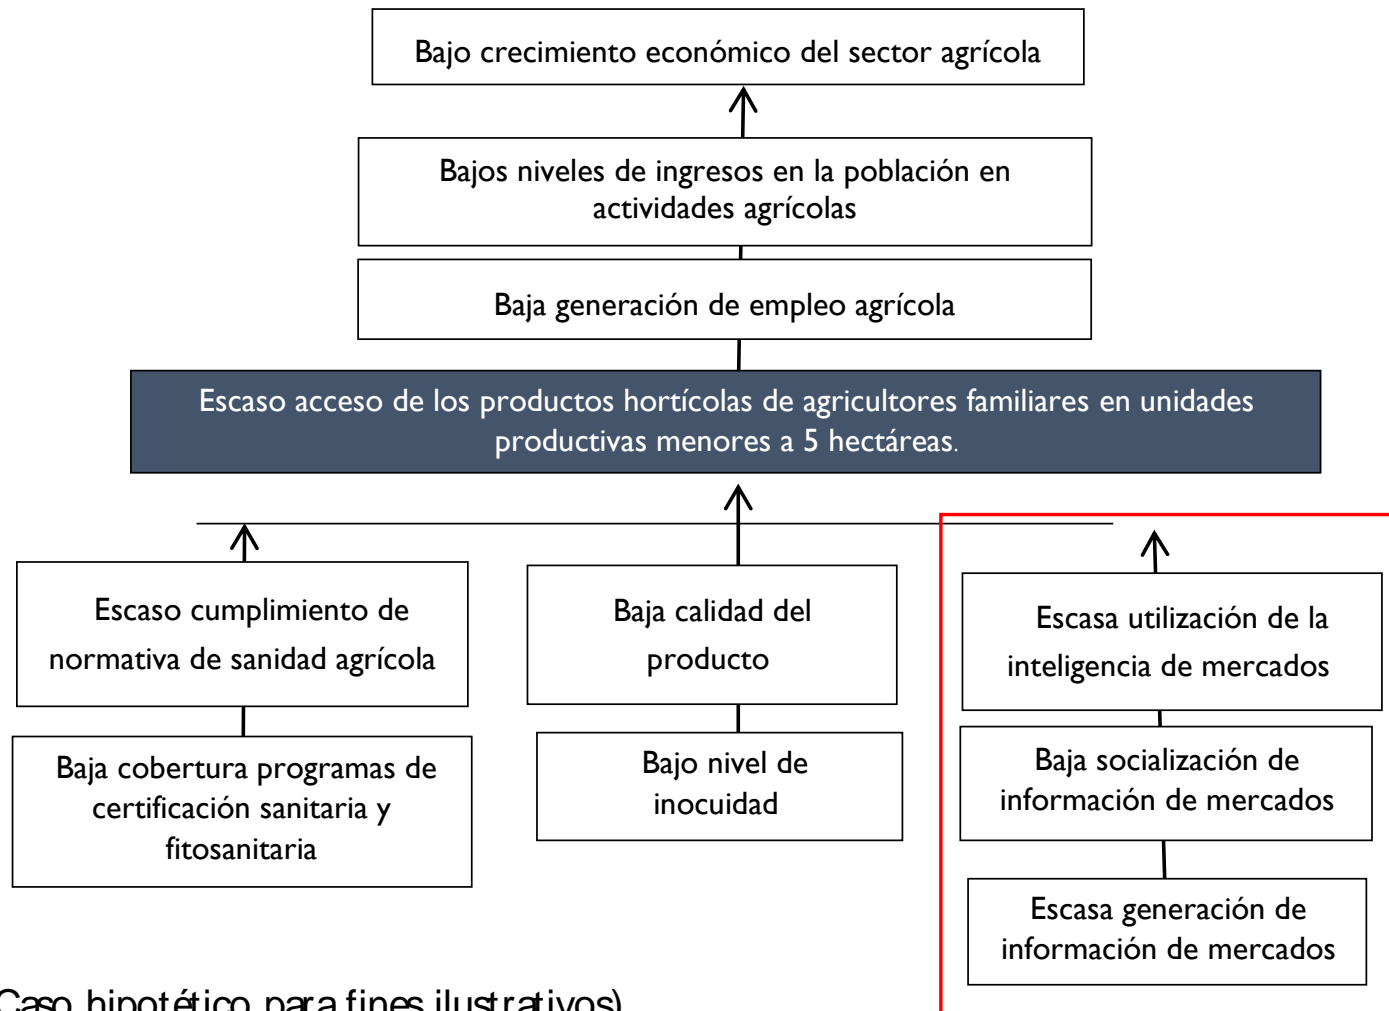 Bajo crecimiento económico del sector agrícola
Bajos niveles de ingresos en la población en
actividades agrícolas
Baja generación de empleo agrícola
Escaso acceso de los productos hortícolas de agricultores familiares en unidades
productivas menores a 5 hectáreas.
Escaso cumplimiento de
normativa de sanidad agrícola
Baja cobertura programas de
certificación sanitaria y
fitosanitaria
Baja calidad del
producto
Bajo nivel de
inocuidad
Escasa utilización de la
inteligencia de mercados
Baja socialización de
información de mercados
Escasa generación de
información de mercados
Caso hipotético para fines ilustrativos)